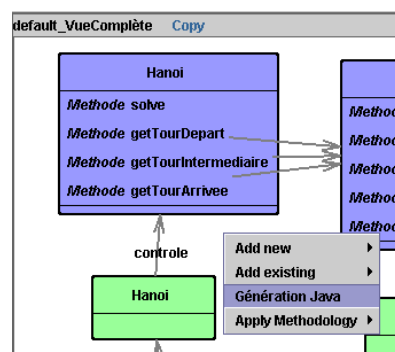 default_VueComplète Copy
Hanoi
Methode solve
Methode getTourDepart
Methode getTourIntermediaire
Methode getTourArrivee
Methode
Methode
Methode
Methode
Methode
controle
Hanoi
Add new
Add existing
Génération Java
Apply Methodology